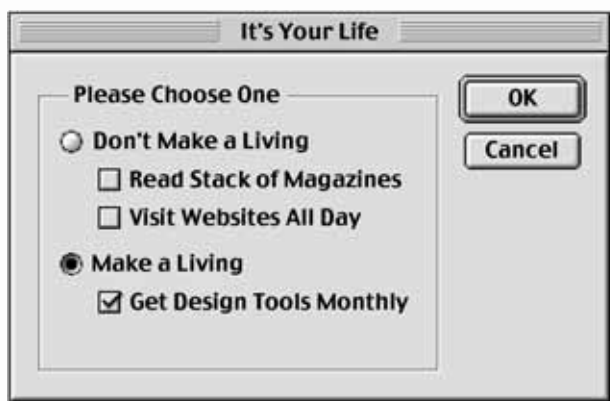 It's Your Life
Please Choose One
Don't Make a Living
Read Stack of Magazines
Visit Websites All Day
Make a Living
Get Design Tools Monthly
OK
Cancel